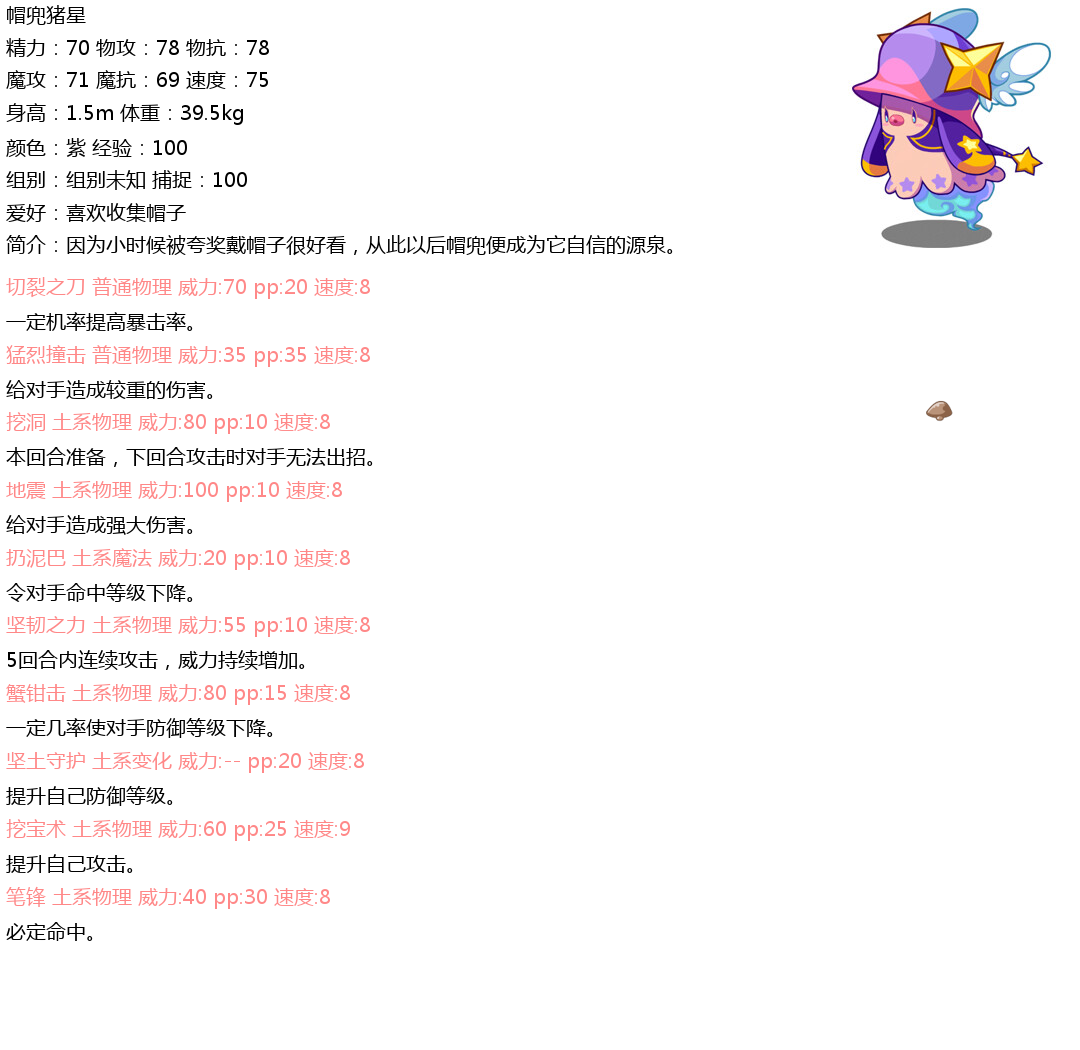 帽兜猪星
精力：70 物攻：78 物抗：78
魔攻：71 魔抗：69 速度：75
身高：1.5m 体重：39.5kg
颜色：紫 经验：100
组别：组别未知 捕捉：100
爱好：喜欢收集帽子
简介：因为小时候被夸奖戴帽子很好看，从此以后帽兜便成为它自信的源泉。
切裂之刀 普通物理 威力:70 pp:20 速度:8
一定机率提高暴击率。
猛烈撞击 普通物理 威力:35 pp:35 速度:8
给对手造成较重的伤害。
挖洞 土系物理 威力:80 pp:10 速度:8
本回合准备，下回合攻击时对手无法出招。
地震 土系物理 威力:100 pp:10 速度:8
给对手造成强大伤害。
扔泥巴 土系魔法 威力:20 pp:10 速度:8
令对手命中等级下降。
坚韧之力 土系物理 威力:55 pp:10 速度:8
5回合内连续攻击，威力持续增加。
蟹钳击 土系物理 威力:80 pp:15 速度:8
一定几率使对手防御等级下降。
坚土守护 土系变化 威力:-- pp:20 速度:8
提升自己防御等级。
挖宝术 土系物理 威力:60 pp:25 速度:9
提升自己攻击。
笔锋 土系物理 威力:40 pp:30 速度:8
必定命中。